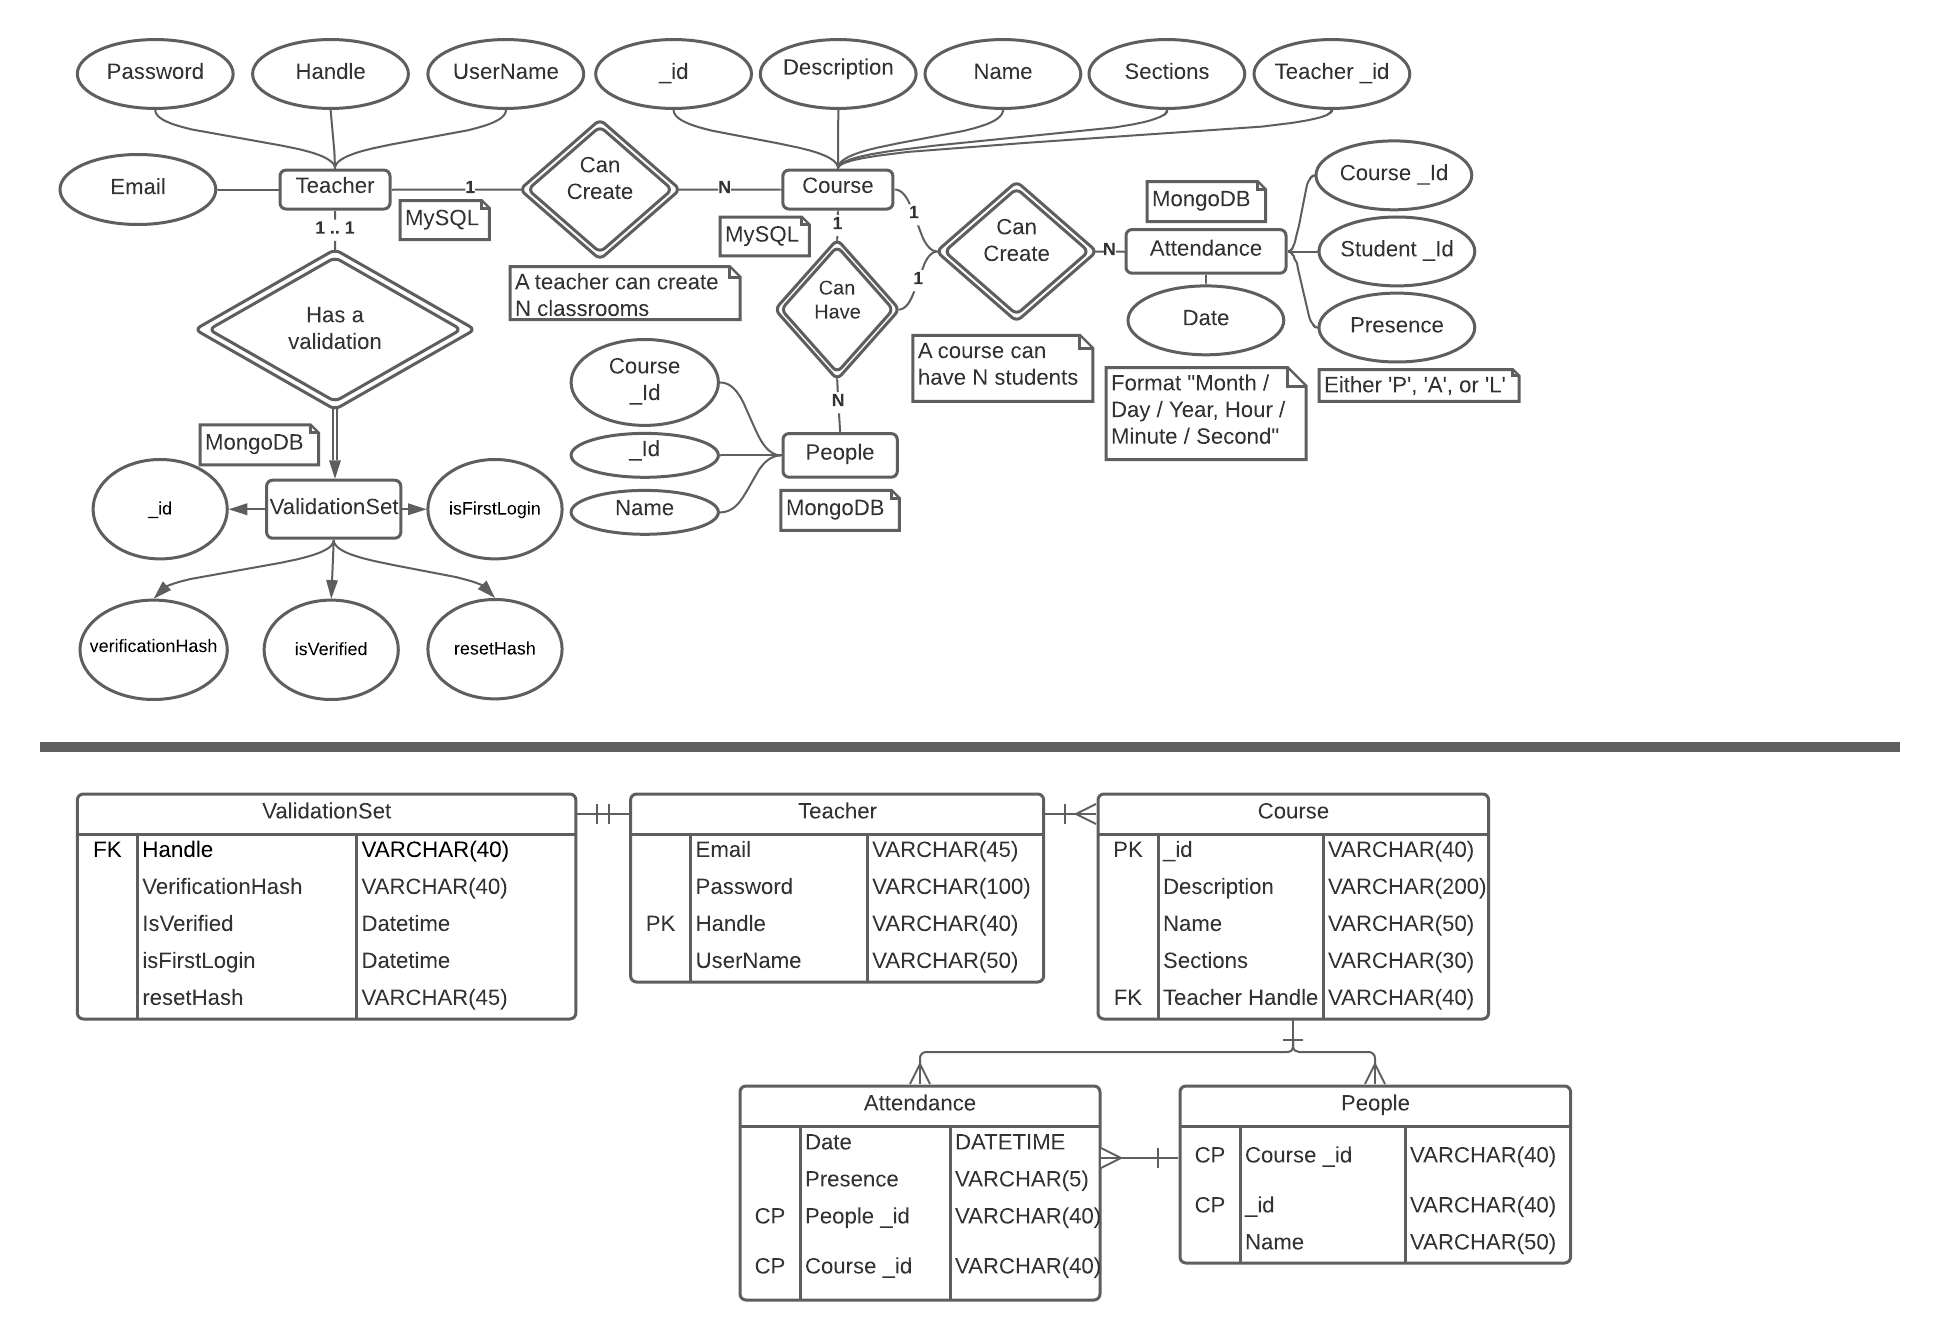 Password
Handle
UserName
_id
Description
Name
Sections
Teacher _id
Email
Teacher
1
Can
Create
N
Course
MySQL
1 .. 1
MySQL
1
1
Can
Create
N
MongoDB
Attendance
Course _Id
Student _Id
Presence
Date
A teacher can create
N classrooms
Can
Have
1
Has a
validation
A course can
have N students
Format "Month /
Day / Year, Hour /
Minute / Second"
Either 'P', 'A', or 'L'
Course
_Id
_Id
Name
N
People
MongoDB
MongoDB
_id
ValidationSet
isFirstLogin
verificationHash
isVerified
resetHash
ValidationSet
FK Handle VARCHAR(40)
VerificationHash VARCHAR(40)
IsVerified Datetime
isFirstLogin Datetime
resetHash VARCHAR(45)
Teacher
Email VARCHAR(45)
Password VARCHAR(100)
PK Handle VARCHAR(40)
UserName VARCHAR(50)
Course
PK _id VARCHAR(40)
Description VARCHAR(200)
Name VARCHAR(50)
Sections VARCHAR(30)
FK Teacher Handle VARCHAR(40)
Attendance
Date DATETIME
Presence VARCHAR(5)
CP People _id VARCHAR(40)
CP Course _id VARCHAR(40)
People
CP Course _id VARCHAR(40)
CP _id VARCHAR(40)
Name VARCHAR(50)